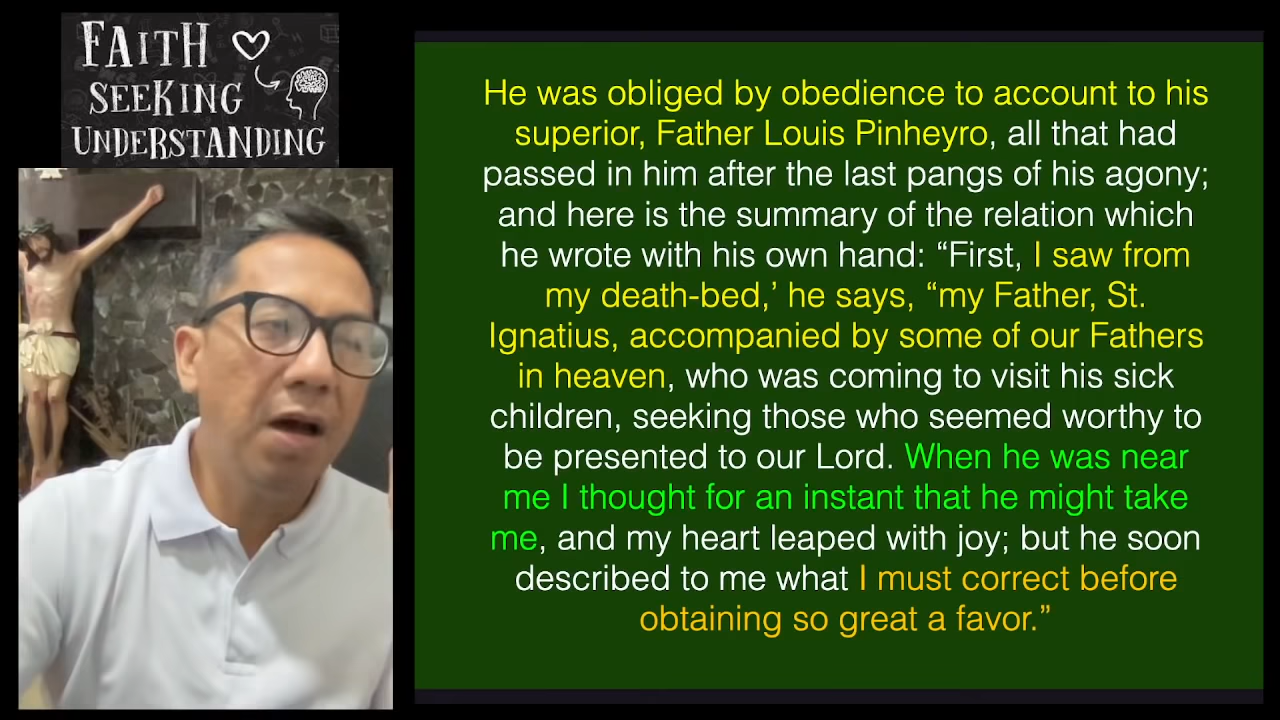 FAITH
SEEKING
UNDERSTANDING
He was obliged by obedience to account to his
superior, Father Louis Pinheyro, all that had
passed in him after the last pangs of his agony;
and here is the summary of the relation which
he wrote with his own hand: “First, I saw from
my death-bed,’ he says, “my Father, St.
Ignatius, accompanied by some of our Fathers
in heaven, who was coming to visit his sick
children, seeking those who seemed worthy to
be presented to our Lord. When he was near
me I thought for an instant that he might take
me, and my heart leaped with joy; but he soon
described to me what I must correct before
obtaining so great a favor.”